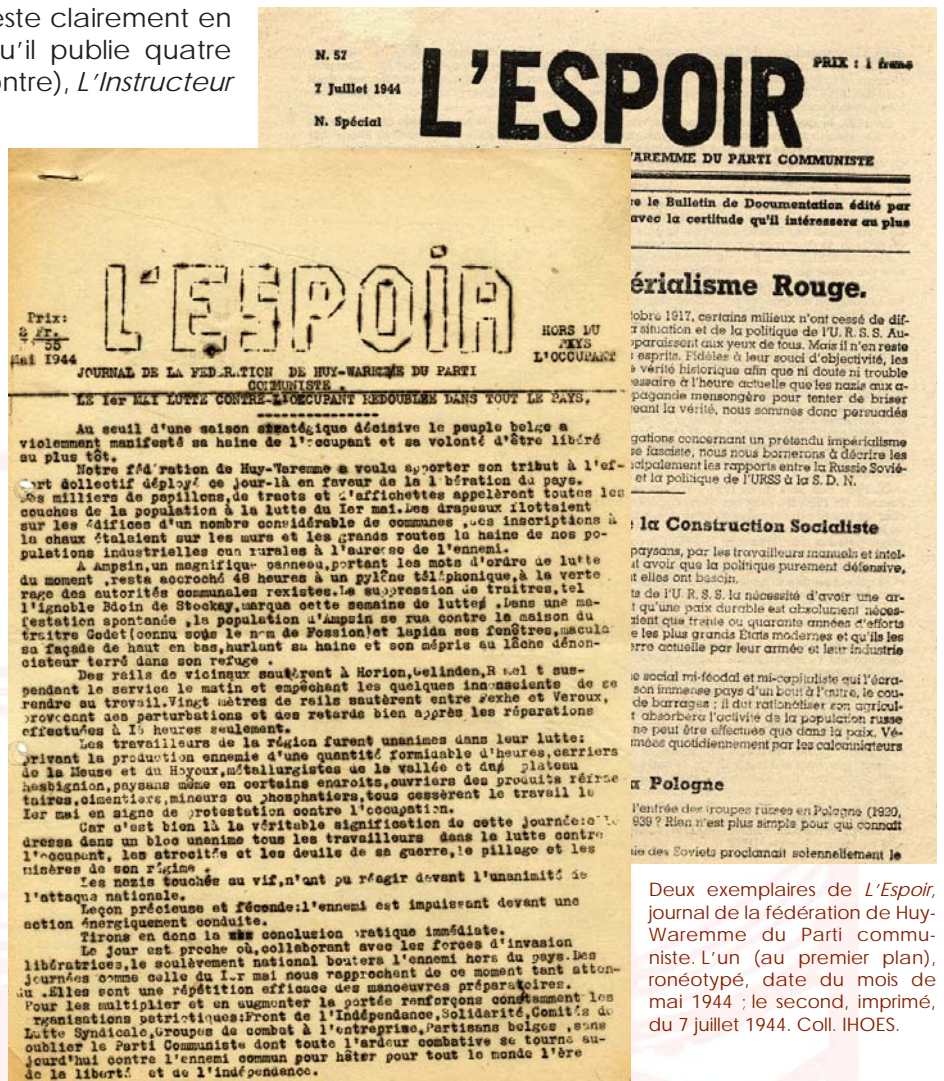 este clairement en
u'il publie quatre
ontre), L'Instructeur
N. 57
7 Juillet 1944
N. Spécial
L'ESPOIR
PRIX : 1 franc
WAREMME DU PARTI COMMUNISTE
le Bulletin de Documentation édité par
avec la certitude qu'il intéressera au plus
érialisme Rouge.
tobre 1917, certains milieux n'ont cessé de dif-
situation et de la politique de l'U. R. S. S. Au-
pparaissent aux yeux de tous. Mais il n'en reste
esprits. Fidèles à leur souci d'objectivité, les
vérité historique afin que ni doute ni trouble
essaire à l'heure actuelle que les nazis aux a-
pagande mensongère pour tenter de briser
eant la vérité, nous sommes donc persuadés
gations concernant un prétendu impérialisme
se fasciste, nous nous bornerons à décrire les
cipalement les rapports entre la Russie Sovié-
et la politique de l'URSS à la S. D. N.
la Construction Socialiste
paysans, par les travailleurs manuels et intel-
t avoir que la politique purement défensive,
t elles ont besoin.
ts de l'U. R. S. S. la nécessité d'avoir une ar-
t qu'une paix durable est absolument néces-
aient que trente ou quarante années d'efforts
e les plus grands Etats modernes et qu'ils les
erre actuelle par leur armée et leur industrie
e social mi-féodal et mi-capitaliste qui l'écra-
son immense pays d'un bout à l'autre, le cou-
de barrages ; il dut rationaliser son agricul-
t absorbera l'activité de la population russe
ne peut être effectuée que dans la paix. Vé-
mées quotidiennement par les calomniateurs
a Pologne
l'entrée des troupes russes en Pologne (1920,
939 ? Rien n'est plus simple pour qui connaît
ie des Soviets proclamait solennellement le
L'ESPOIR
Prix:
2 Fr.
55
Mai 1944
HORS DU
PAYS
L'OCCUPANT
JOURNAL DE LA FEDERATION DE HUY-WAREMME DU PARTI
COMMUNISTE .
LE 1er MAI LUTTE CONTRE L'OCCUPANT REDOUBLEE DANS TOUT LE PAYS.
Au seuil d'une saison stratégique décisive le peuple belge a
violemment manifesté sa haine de l'occupant et sa volonté d'être libéré
au plus tôt.
Notre fédération de Huy-Waremme a voulu apporter son tribut à l'ef-
fort dollectif déployé ce jour-là en faveur de la libération du pays.
Des milliers de papillons,de tracts et d'affichettes appelèrent toutes les
couches de la population à la lutte du Ier mai.Des drapeaux flottaient
sur les édifices d'un nombre considérable de communes ,des inscriptions à
la chaux étalaient sur les murs et les grands routes la haine de nos po-
pulations industrielles ou rurales à l'adresse de l'ennemi.
A Ampsin,un magnifique panneau,portant les mots d'ordre de lutte
du moment ,resta accroché 48 heures à un pylône téléphonique,à la verte
rage des autorités communales rexistes.La suppression de traitres,tel
l'ignoble Bdoin de Stockay,marqua cette semaine de luttes .Dans une ma-
festation spontanée ,la population d'Ampsin se rua contre la maison du
traitre Godet(connu sous le nom de Fossion)et lapida ses fenêtres,macula
sa façade de haut en bas,hurlant sa haine et son mépris au lâche dénon-
ciateur terré dans son refuge .
Des rails de vicinaux sautèrent à Horion,Gelinden, sus-
pendant le service le matin et empêchant les quelques inconscients de se
rendre au travail.Vingt mètres de rails sautèrent entre Fexhe et Voroux,
provocant des perturbations et des retards bien apprès les réparations
effectuées à 15 heures seulement.
Les travailleurs de la région furent unanimes dans leur lutte:
privant la production ennemie d'une quantité formidable d'heures,carriers
de la Meuse et du Hoyoux,métallurgistes de la vallée et du plateau
hesbignion,paysans même en certains endroits,ouvriers des produits réfrac
taires,cimentiers,mineurs ou phosphatiers,tous cessèrent le travail le
Ier mai en signe de protestation contre l'occupation.
Car c'est bien là la véritable signification de cette journée:elle
dressa dans un bloc unanime tous les travailleurs dans la lutte contre
l'occupant, les atrocités et les deuils de sa guerre,le pillage et les
misères de son régime .
Les nazis touchés au vif,n'ont pu réagir devant l'unanimité de
l'attaque nationale.
Leçon précieuse et féconde:l'ennemi est impuissant devant une
action énergiquement conduite.
Tirons en donc la conclusion pratique immédiate.
Le jour est proche où,collaborant avec les forces d'invasion
libératrices,le soulèvement national boutera l'ennemi hors du pays.Des
journées comme celle du Ier mai nous rapprochent de ce moment tant atten-
du .Elles sont une répétition efficace des manoeuvres préparatoires.
Pour les multiplier et en augmenter la portée renforçons constamment les
rganisations patriotiques:Front de l'Indépendance,Solidarité,Comités de
Lutte Syndicale,Groupes de combat à l'entreprise,Partisans belges ,sans
oublier le Parti Communiste dont toute l'ardeur combative se tourne au-
jourd'hui contre l'ennemi commun pour hâter pour tout le monde l'ère
de la liberté et de l'indépendance.
Deux exemplaires de L'Espoir,
journal de la fédération de Huy-
Waremme du Parti commu-
niste. L'un (au premier plan),
ronéotypé, date du mois de
mai 1944 ; le second, imprimé,
du 7 juillet 1944. Coll. IHOES.